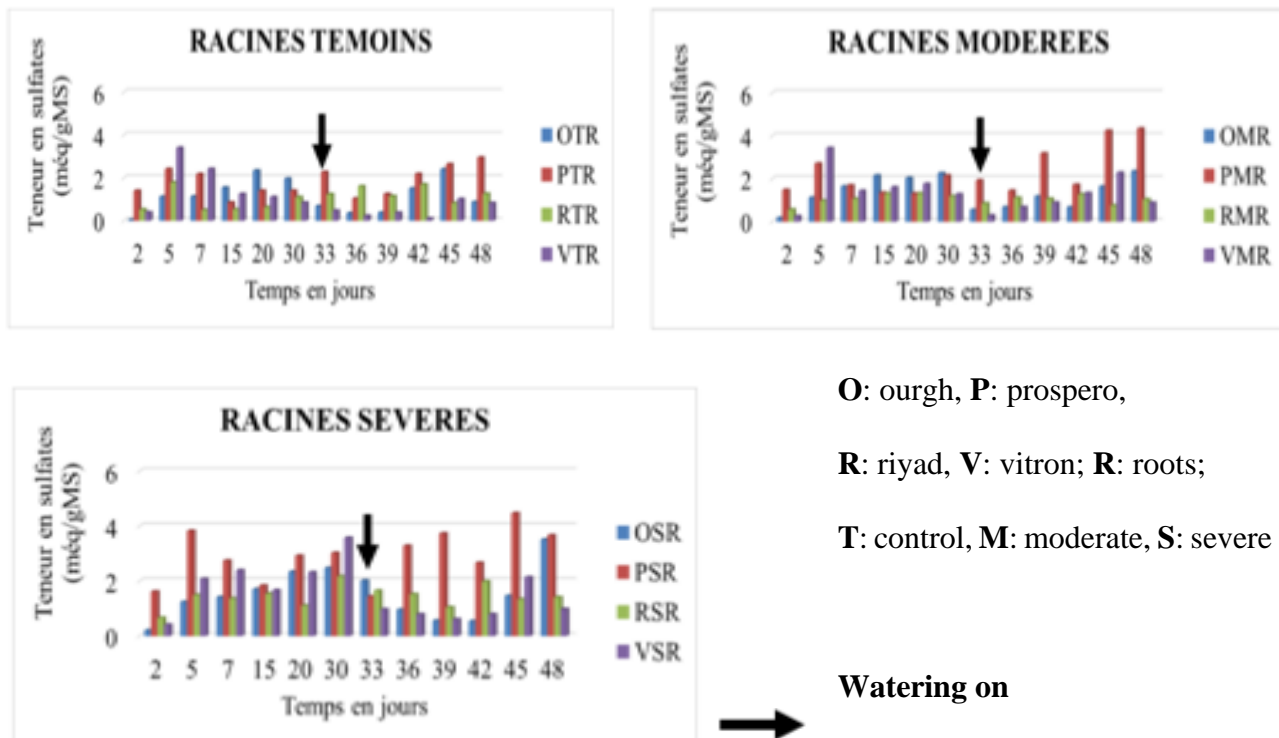 RACINES TEMOINS
Teneur en sulfates
(méq/gMS)
6
4
2
0
2 5 7 15 20 30 33 36 39 42 45 48
Temps en jours
OTR
PTR
RTR
VTR
RACINES MODEREES
Teneur en sulfates
(méq/gMS)
6
4
2
0
2 5 7 15 20 30 33 36 39 42 45 48
Temps en jours
OMR
PMR
RMR
VMR
RACINES SEVERES
Teneur en sulfates
(méq/gMS)
6
4
2
0
2 5 7 15 20 30 33 36 39 42 45 48
Temps en jours
OSR
PSR
RSR
VSR
O: ourgh, P: prospero,
R: riyad, V: vitron; R: roots;
T: control, M: moderate, S: severe
Watering on